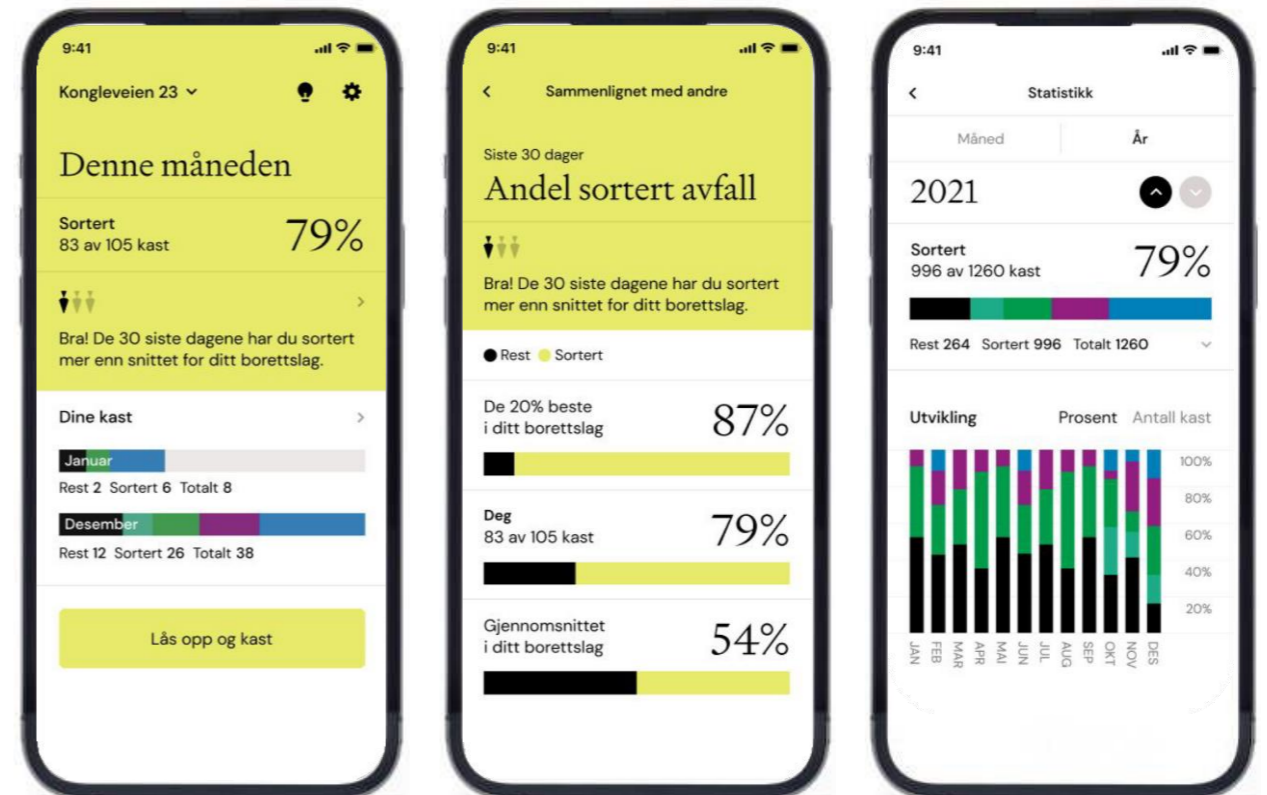 9:41
Kongleveien 23
Denne måneden
Sortert
83 av 105 kast
79%
Bra! De 30 siste dagene har du sortert
mer enn snittet for ditt borettslag.
Dine kast
Januar
Rest 2 Sortert 6 Totalt 8
Desember
Rest 12 Sortert 26 Totalt 38
Lås opp og kast
9:41
Sammenlignet med andre
Siste 30 dager
Andel sortert avfall
Bra! De 30 siste dagene har du sortert
mer enn snittet for ditt borettslag.
Rest Sortert
De 20% beste
i ditt borettslag
87%
Deg
83 av 105 kast
79%
Gjennomsnittet
i ditt borettslag
54%
9:41
Statistikk
Måned År
2021
Sortert
996 av 1260 kast
79%
Rest 264 Sortert 996 Totalt 1260
Utvikling Prosent Antall kast
100%
80%
60%
40%
20%
JAN FEB MAR APR MAI JUN JUL AUG SEP OKT NOV DES